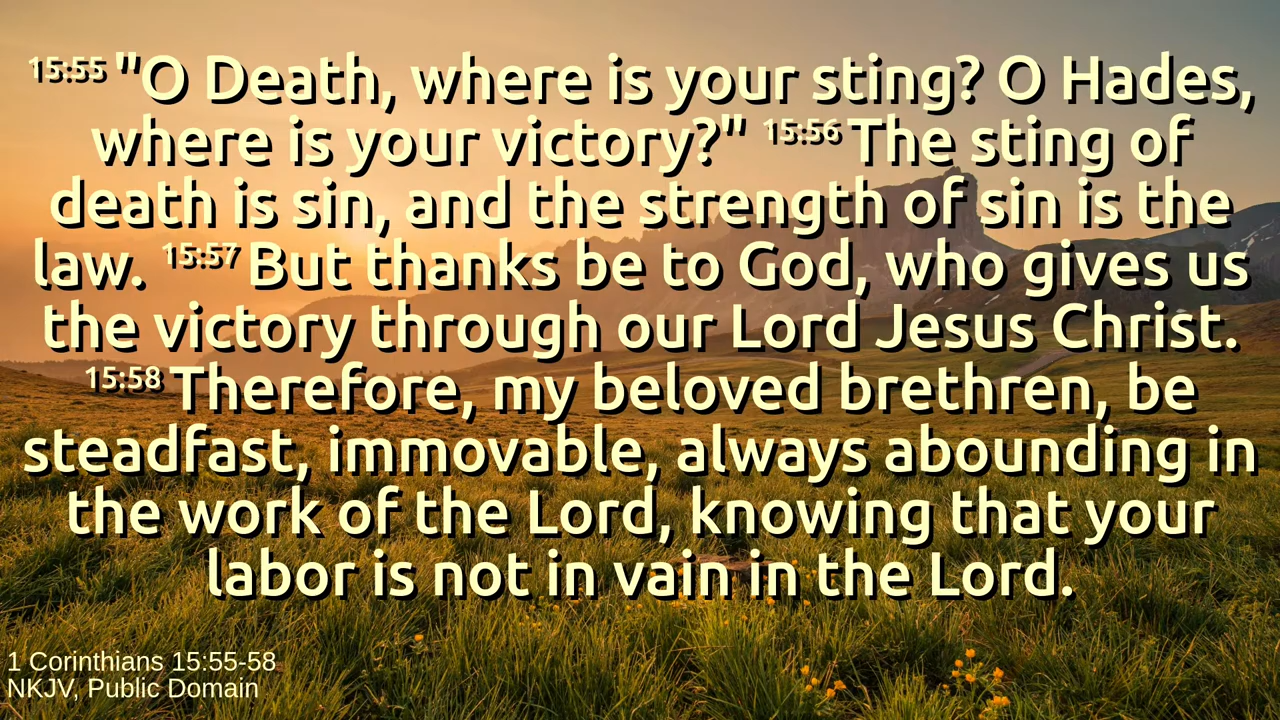 15:55 "O Death, where is your sting? O Hades,
where is your victory?" 15:56 The sting of
death is sin, and the strength of sin is the
law. 15:57 But thanks be to God, who gives us
the victory through our Lord Jesus Christ.
15:58 Therefore, my beloved brethren, be
steadfast, immovable, always abounding in
the work of the Lord, knowing that your
labor is not in vain in the Lord.
1 Corinthians 15:55-58
NKJV, Public Domain